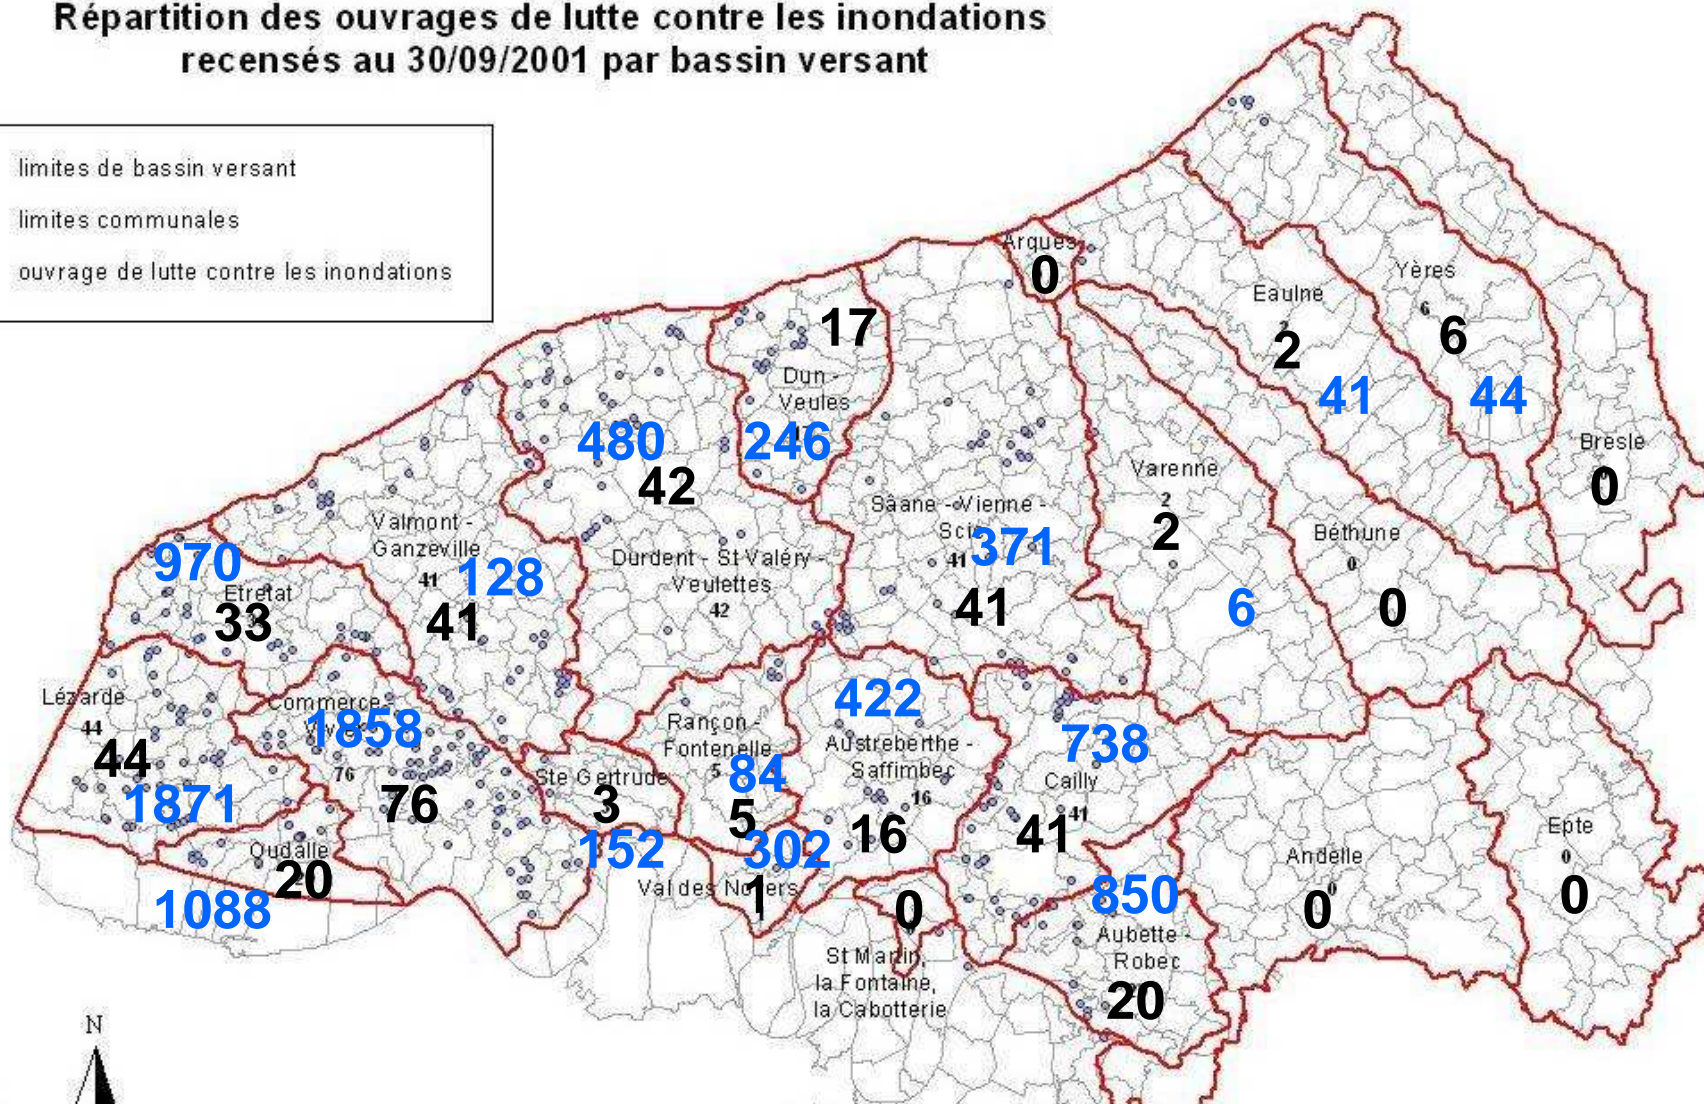 Répartition des ouvrages de lutte contre les inondations
recensés au 30/09/2001 par bassin versant
limites de bassin versant
limites communales
ouvrage de lutte contre les inondations
Arques
0
Yères
6
6
44
Eaulne
2
2
41
Bresle
0
17
Dun -
Veules
246
480
42
Durdent - St Valéry -
Veulettes
42
Saane - Vienne -
Scie
371
41
41
Varenne
2
2
6
Béthune
0
0
Valmont -
Ganzeville
128
41
41
970
Etretat
33
Lézarde
44
44
1871
Commerce -
1858
76
76
Oudalle
20
1088
Ste Gertrude
3
152
Rançon -
Fontenelle
84
5
5
302
Val des Noyers
1
422
Austreberthe -
Saffimbec
16
16
738
Cailly
41
41
850
Aubette -
Robec
20
0
St Martin,
la Fontaine,
la Cabotterie
Andelle
0
0
Epte
0
0
N